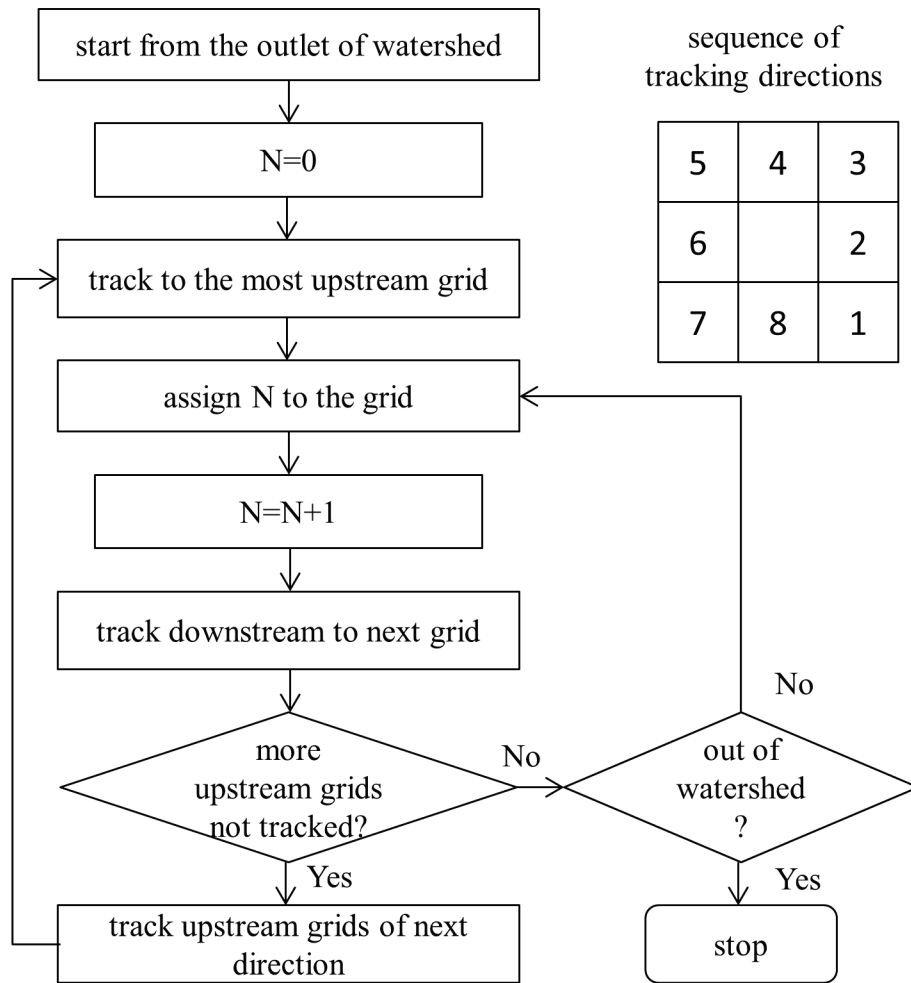 start from the outlet of watershed
N=0
track to the most upstream grid
assign N to the grid
N=N+1
track downstream to next grid
more
upstream grids
not tracked?
No
Yes
track upstream grids of next
direction
out of
watershed
?
No
Yes
stop
sequence of
tracking directions
5 4 3
6 2
7 8 1